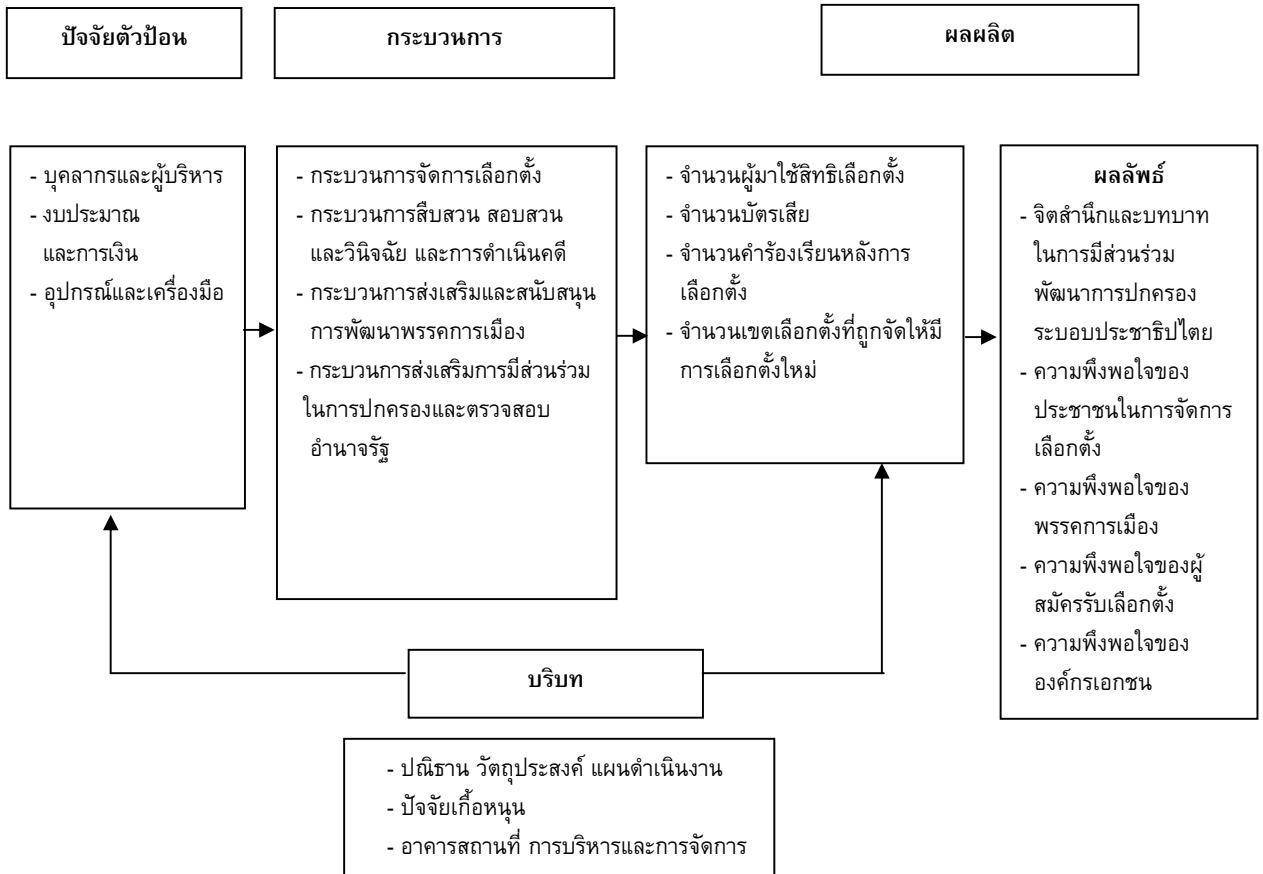 ปัจจัยตัวป้อน
กระบวนการ
ผลผลิต
- บุคลากรและผู้บริหาร
- งบประมาณ
และการเงิน
- อุปกรณ์และเครื่องมือ
- กระบวนการจัดการเลือกตั้ง
- กระบวนการสืบสวน สอบสวน
และวินิจฉัย และการดำเนินคดี
- กระบวนการส่งเสริมและสนับสนุน
การพัฒนาพรรคการเมือง
- กระบวนการส่งเสริมการมีส่วนร่วม
ในการปกครองและตรวจสอบ
อำนาจรัฐ
- จำนวนผู้มาใช้สิทธิเลือกตั้ง
- จำนวนบัตรเสีย
- จำนวนคำร้องเรียนหลังการ
เลือกตั้ง
- จำนวนเขตเลือกตั้งที่ถูกจัดให้มี
การเลือกตั้งใหม่
ผลลัพธ์
- จิตสำนึกและบทบาท
ในการมีส่วนร่วม
พัฒนาการปกครอง
ระบอบประชาธิปไตย
- ความพึงพอใจของ
ประชาชนในการจัดการ
เลือกตั้ง
- ความพึงพอใจของ
พรรคการเมือง
- ความพึงพอใจของผู้
สมัครรับเลือกตั้ง
- ความพึงพอใจของ
องค์กรเอกชน
บริบท
- ปณิธาน วัตถุประสงค์ แผนดำเนินงาน
- ปัจจัยเกื้อหนุน
- อาคารสถานที่ การบริหารและการจัดการ